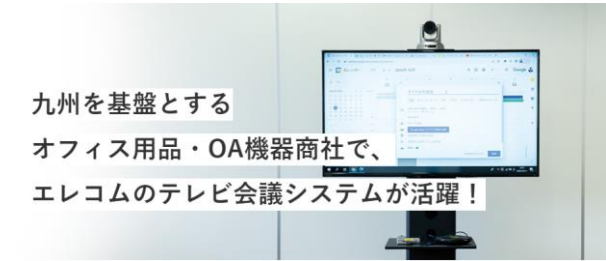 九州を基盤とする
オフィス用品・OA機器商社で、
エレコムのテレビ会議システムが活躍！
Google